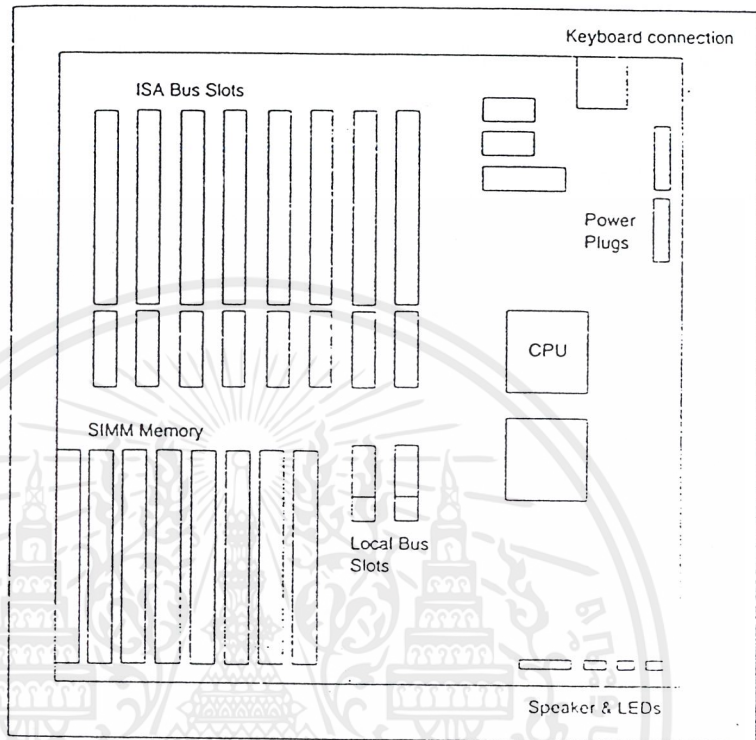 Keyboard connection
ISA Bus Slots
Power
Plugs
CPU
SIMM Memory
Local Bus
Slots
Speaker & LEDs